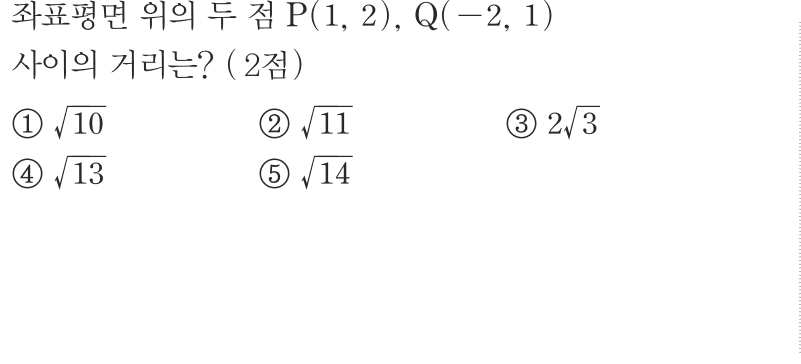 좌표평면 위의 두 점 P(1, 2), Q(−2, 1)
사이의 거리는? (2점)
① √10 ② √11 ③ 2√3
④ √13 ⑤ √14